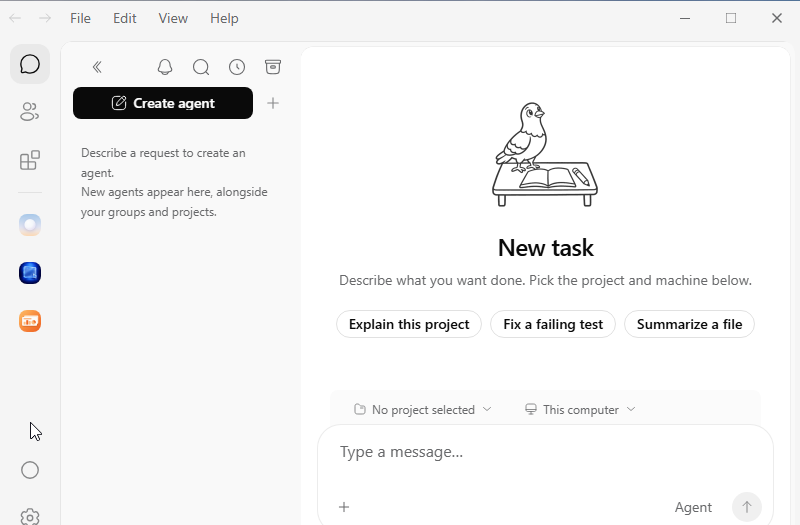 File Edit View Help
Create agent
Describe a request to create an
agent.
New agents appear here, alongside
your groups and projects.
New task
Describe what you want done. Pick the project and machine below.
Explain this project
Fix a failing test
Summarize a file
No project selected
This computer
Type a message...
Agent